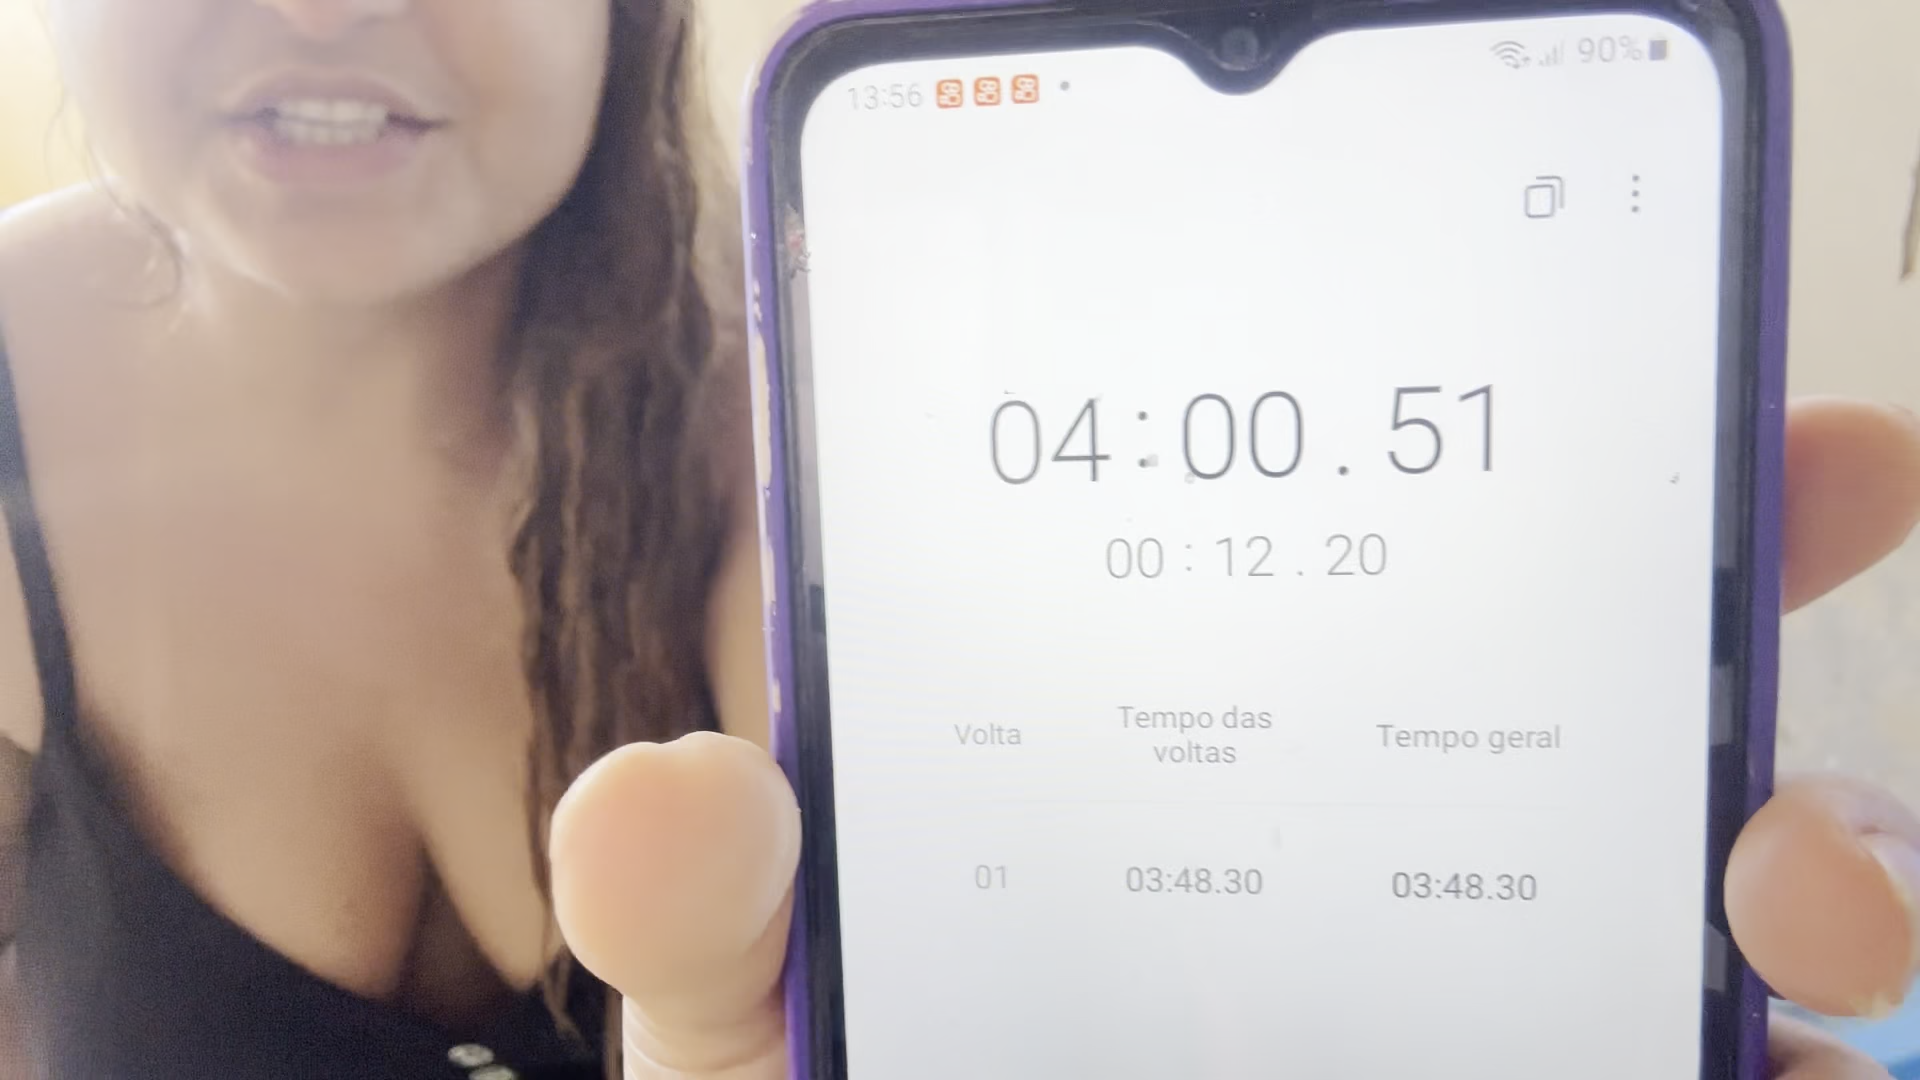 13:56
90%
04:00.51
00:12.20
Volta
Tempo das
voltas
Tempo geral
01 03:48.30 03:48.30